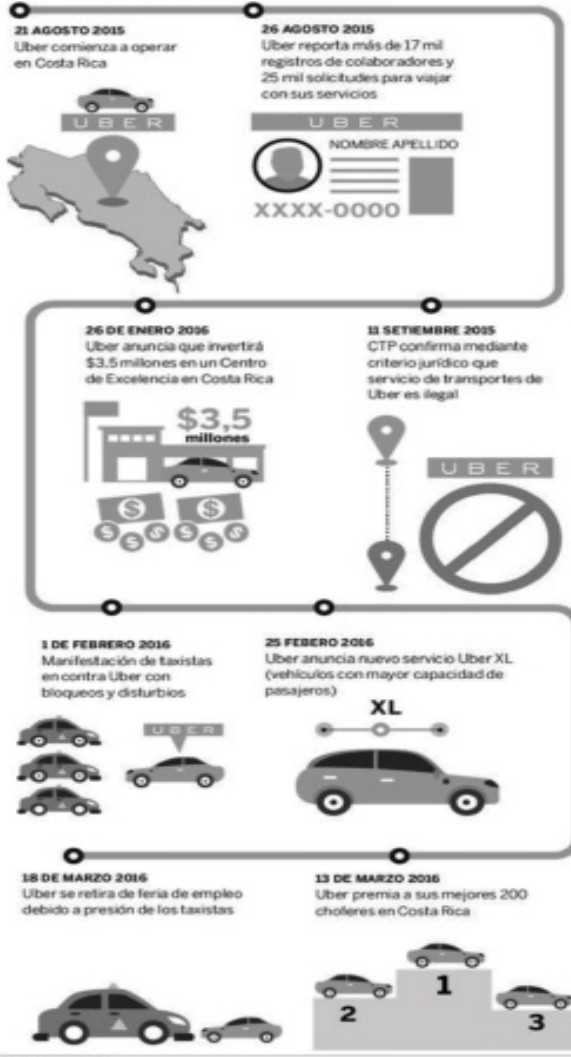 21 AGOSTO 2015
Uber comienza a operar
en Costa Rica
UBER
26 AGOSTO 2015
Uber reporta más de 17 mil
registros de colaboradores y
25 mil solicitudes para viajar
con sus servicios
UBER
NOMBRE APELLIDO
XXXX-0000
11 SETIEMBRE 2015
CTP confirma mediante
criterio jurídico que
servicio de transportes de
Uber es ilegal
UBER
26 DE ENERO 2016
Uber anuncia que invertirá
$3,5 millones en un Centro
de Excelencia en Costa Rica
$3,5
millones
$
$
$
$
$
$
$
$
1 DE FEBRERO 2016
Manifestación de taxistas
en contra Uber con
bloqueos y disturbios
UBER
25 FEBERO 2016
Uber anuncia nuevo servicio Uber XL
(vehículos con mayor capacidad de
pasajeros)
XL
13 DE MARZO 2016
Uber premia a sus mejores 200
choferes en Costa Rica
1
2
3
18 DE MARZO 2016
Uber se retira de feria de empleo
debido a presión de los taxistas